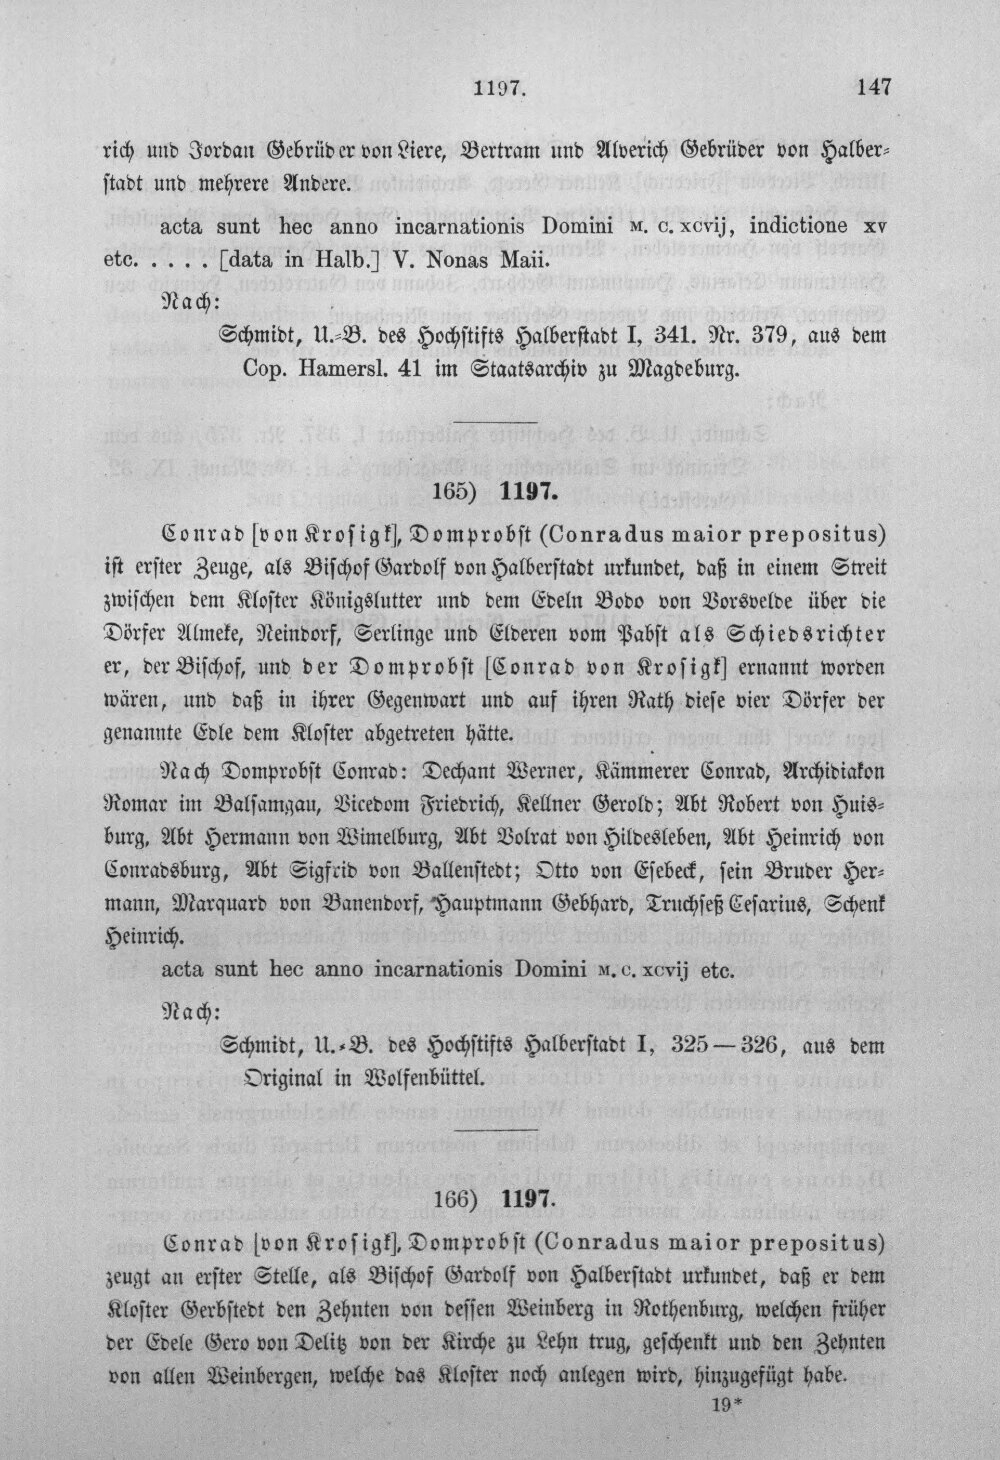 1197.
147
rich und Jordan Gebrüder von Liere, Bertram und Alverich Gebrüder von Halber-
stadt und mehrere Andere.
acta sunt hec anno incarnationis Domini M. C. XCVij, indictione XV
etc. . . . . . [data in Halb.] V. Nonas Maii.
Nach:
Schmidt, U.-B. des Hochstifts Halberstadt I, 341. Nr. 379, aus dem
Cop. Hamersl. 41 im Staatsarchiv zu Magdeburg.
165) 1197.
Conrad [von Krosigk], Domprobst (Conradus maior prepositus)
ist erster Zeuge, als Bischof Gardolf von Halberstadt urkundet, daß in einem Streit
zwischen dem Kloster Königslutter und dem Edeln Bodo von Vorsvelde über die
Dörfer Almeke, Neindorf, Serlinge und Elderen vom Pabst als Schiedsrichter
er, der Bischof, und der Domprobst [Conrad von Krosigk] ernannt worden
wären, und daß in ihrer Gegenwart und auf ihren Rath diese vier Dörfer der
genannte Edle dem Kloster abgetreten hätte.
Nach Domprobst Conrad: Dechant Werner, Kämmerer Conrad, Archidiakon
Romar im Balsamgau, Vicedom Friedrich, Kellner Gerold; Abt Robert von Huis-
burg, Abt Hermann von Wimelburg, Abt Volrat von Hildesleben, Abt Heinrich von
Conradsburg, Abt Sigfrid von Ballenstedt; Otto von Esebeck, sein Bruder Her-
mann, Marquard von Banendorf, Hauptmann Gebhard, Truchseß Cesarius, Schenk
Heinrich.
acta sunt hec anno incarnationis Domini M. C. XCVij etc.
Nach:
Schmidt, U.-B. des Hochstifts Halberstadt I, 325—326, aus dem
Original in Wolfenbüttel.
166) 1197.
Conrad [von Krosigk], Domprobst (Conradus maior prepositus)
zeugt an erster Stelle, als Bischof Gardolf von Halberstadt urkundet, daß er dem
Kloster Gerbstedt den Zehnten von dessen Weinberg in Rothenburg, welchen früher
der Edele Gero von Delitz von der Kirche zu Lehn trug, geschenkt und den Zehnten
von allen Weinbergen, welche das Kloster noch anlegen wird, hinzugefügt habe.
19*